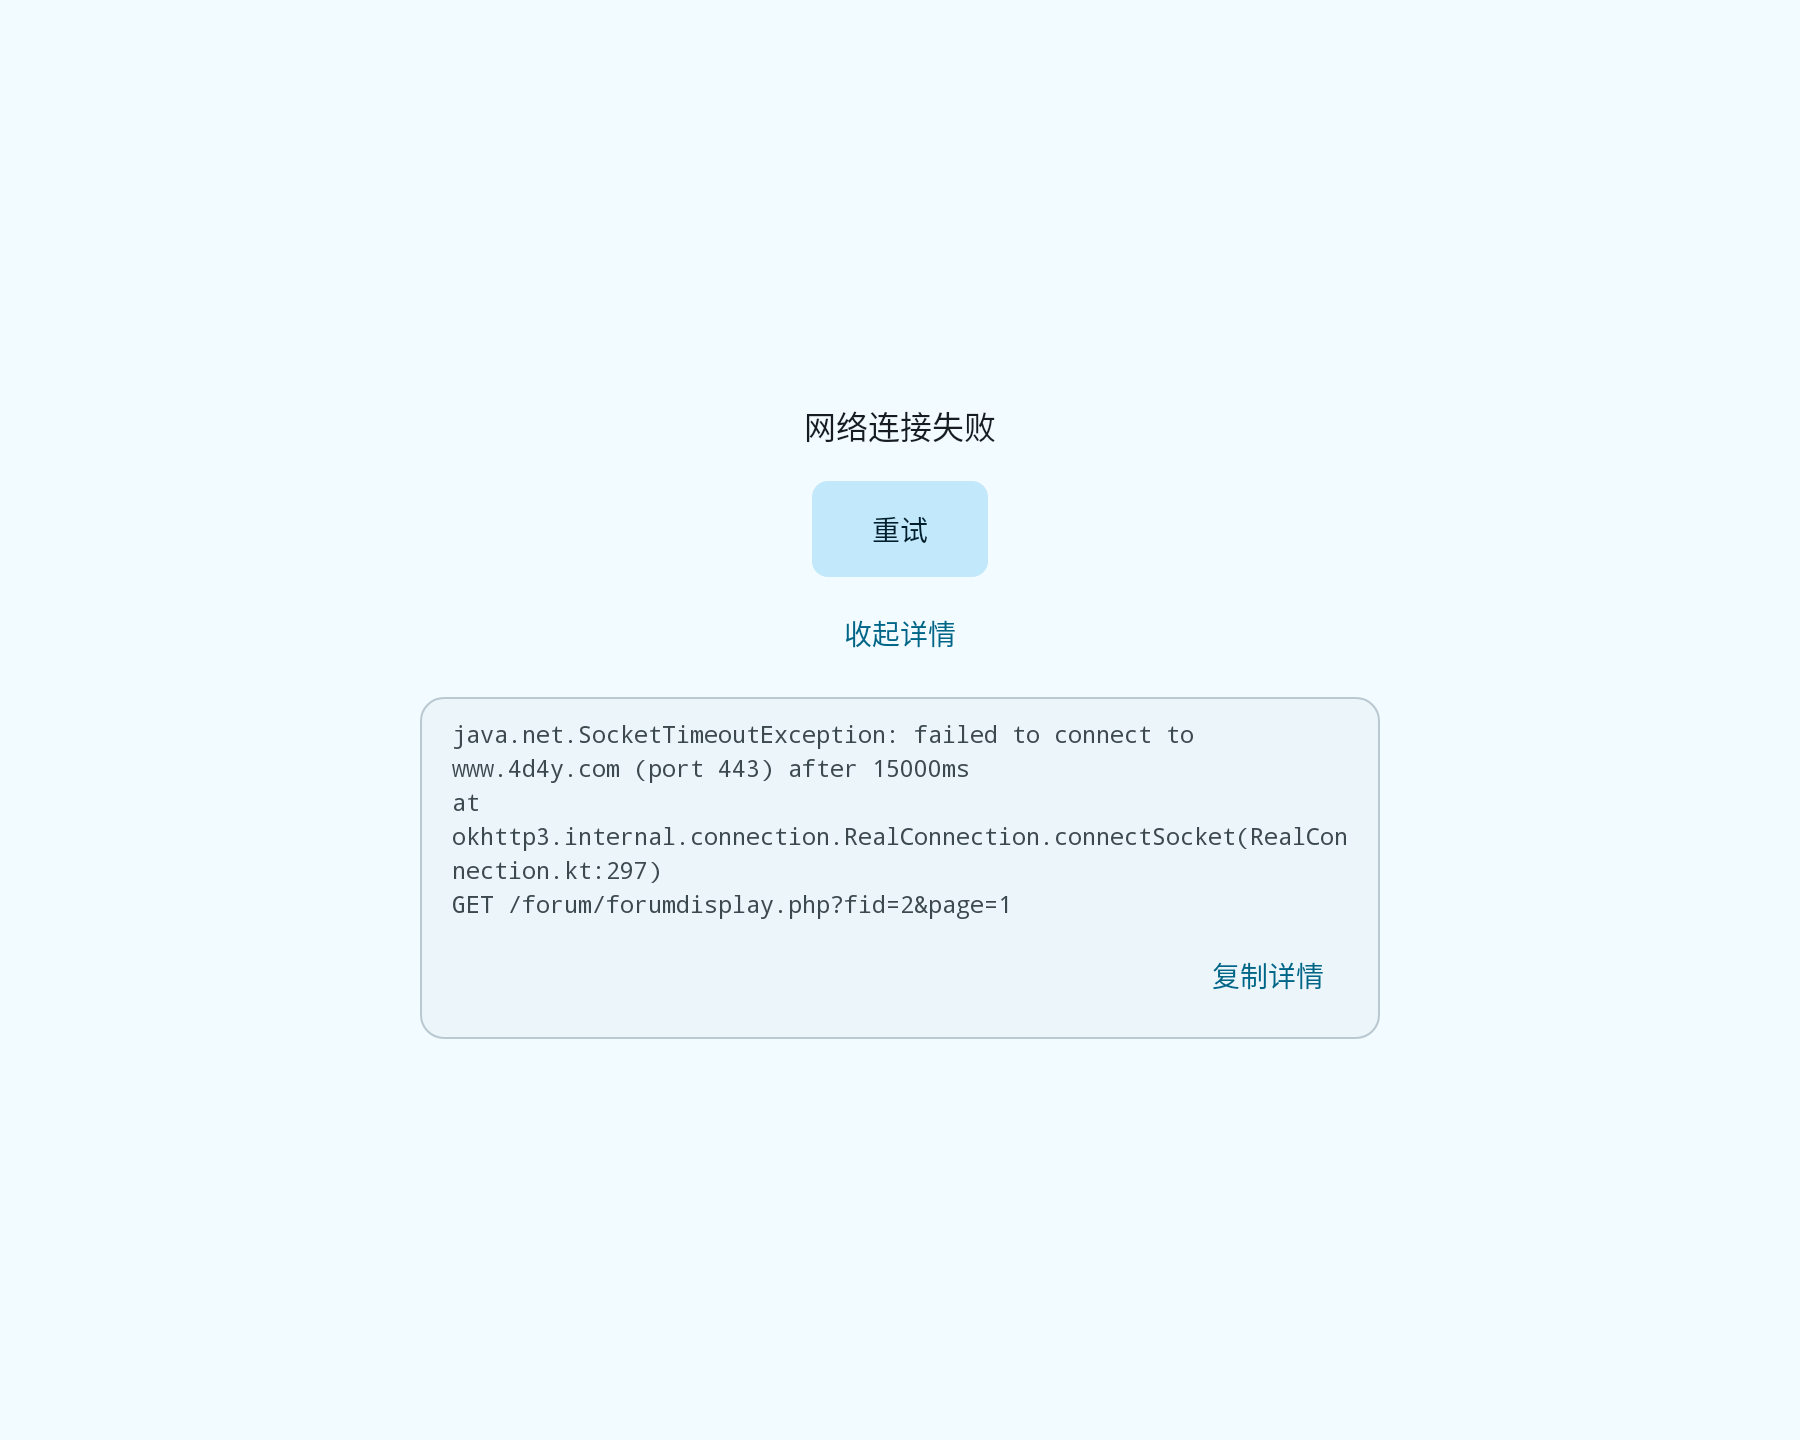 网络连接失败
重试
收起详情
java.net.SocketTimeoutException: failed to connect to
www.4d4y.com (port 443) after 15000ms
at
okhttp3.internal.connection.RealConnection.connectSocket(RealCon
nection.kt:297)
GET /forum/forumdisplay.php?fid=2&page=1
复制详情